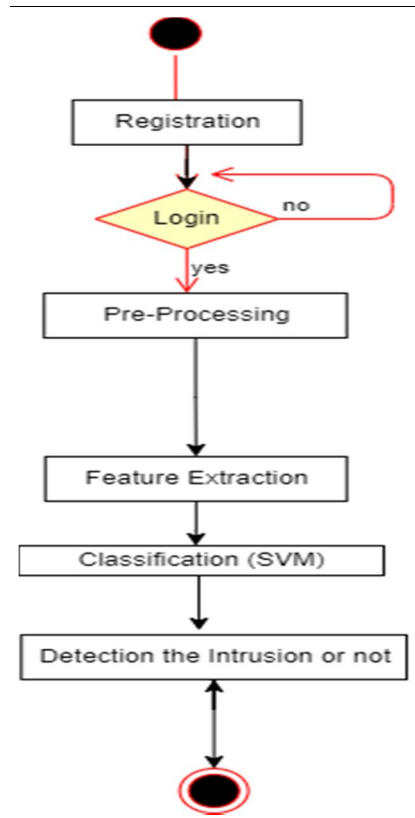 Registration
Login
no
yes
Pre-Processing
Feature Extraction
Classification (SVM)
Detection the Intrusion or not